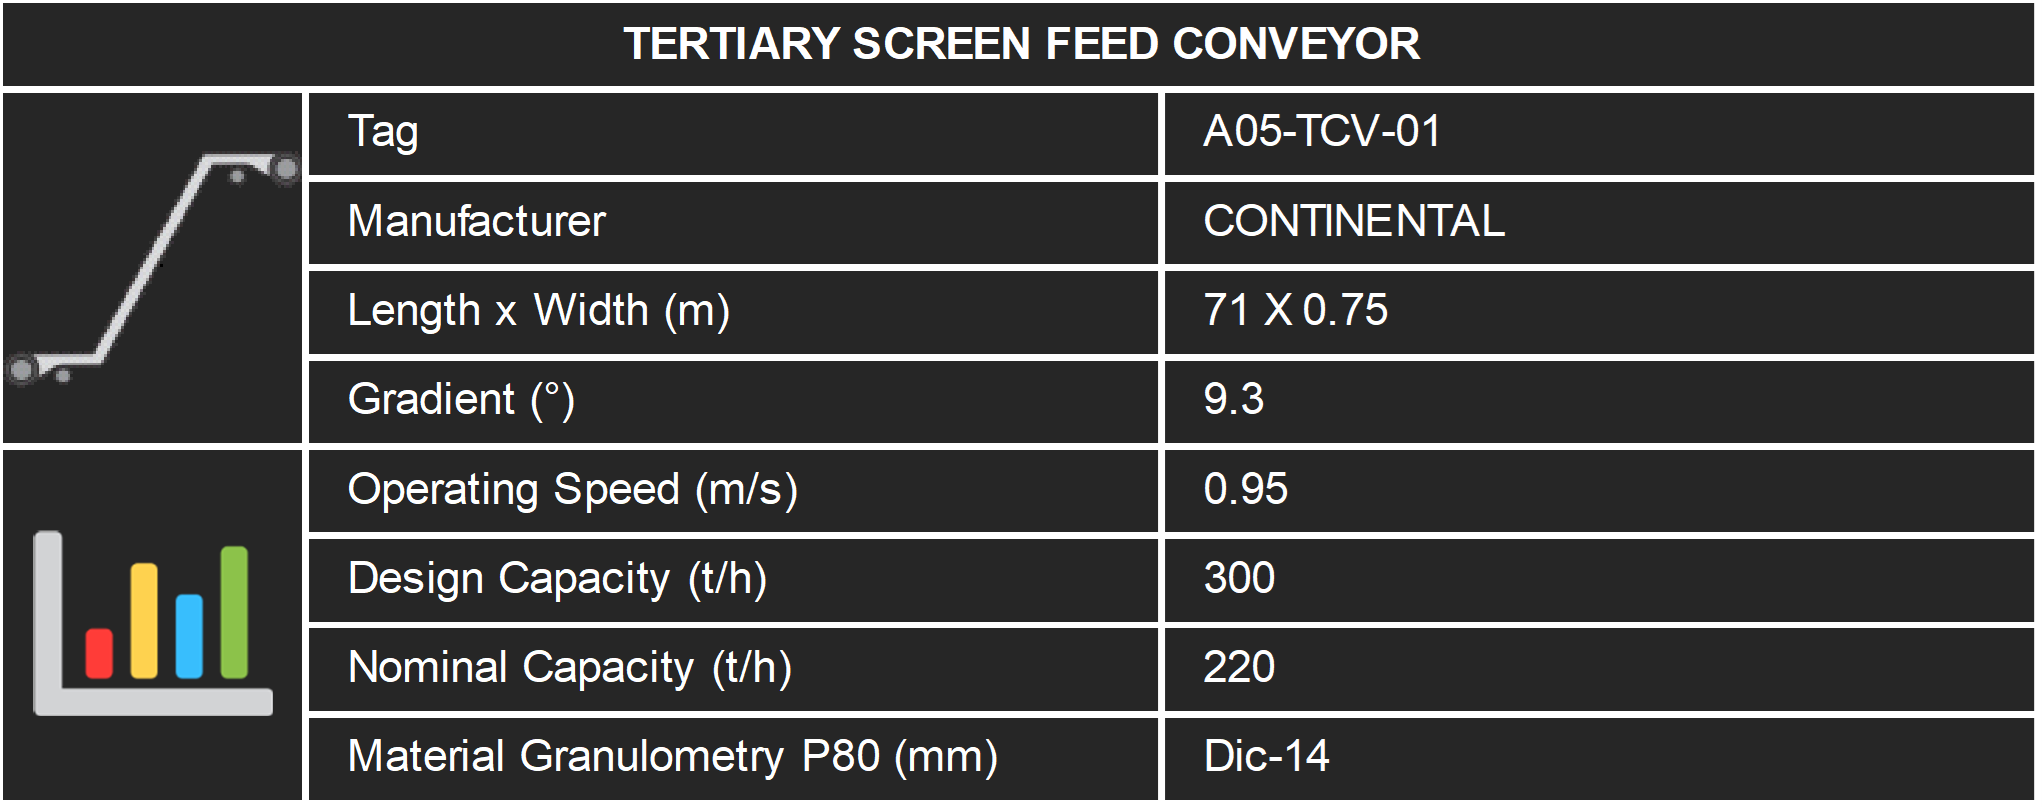 TERTIARY SCREEN FEED CONVEYOR
Tag A05-TCV-01
Manufacturer CONTINENTAL
Length x Width (m) 71 X 0.75
Gradient (°) 9.3
Operating Speed (m/s) 0.95
Design Capacity (t/h) 300
Nominal Capacity (t/h) 220
Material Granulometry P80 (mm) Dic-14